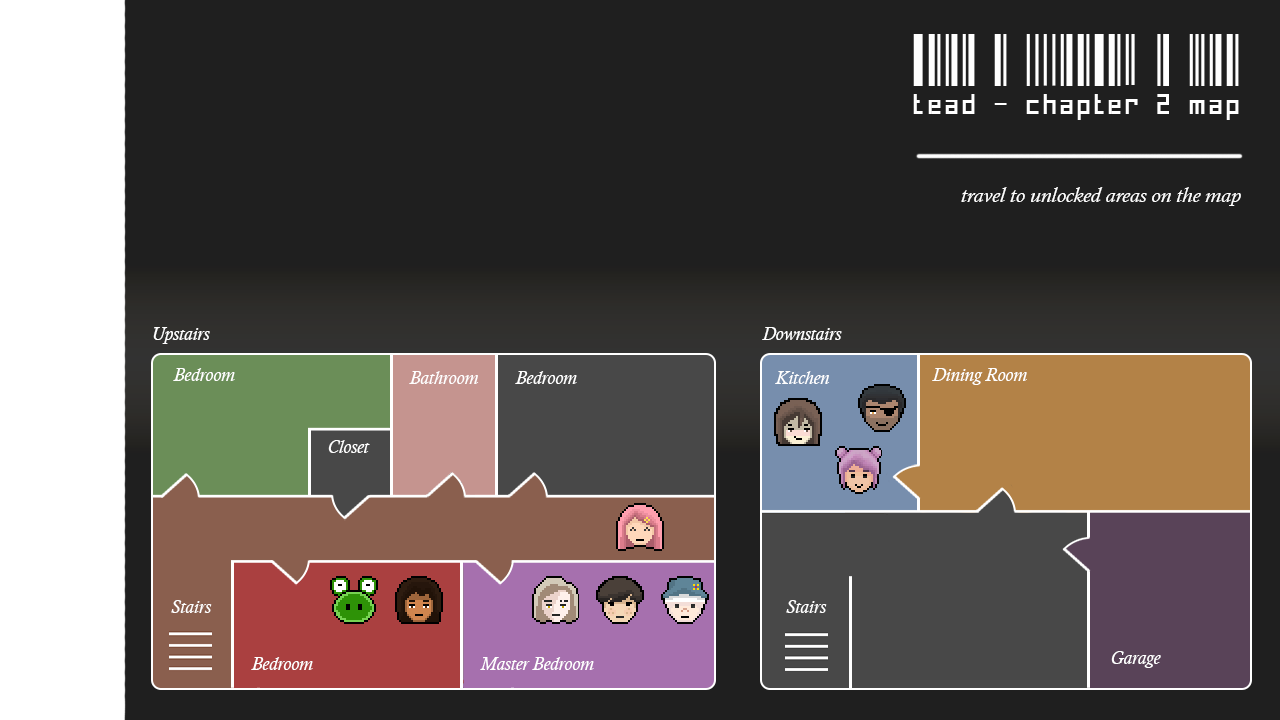 tead - chapter 2 map
travel to unlocked areas on the map
Upstairs
Bedroom
Bathroom
Bedroom
Closet
Stairs
Bedroom
Master Bedroom
Downstairs
Kitchen
Dining Room
Stairs
Garage